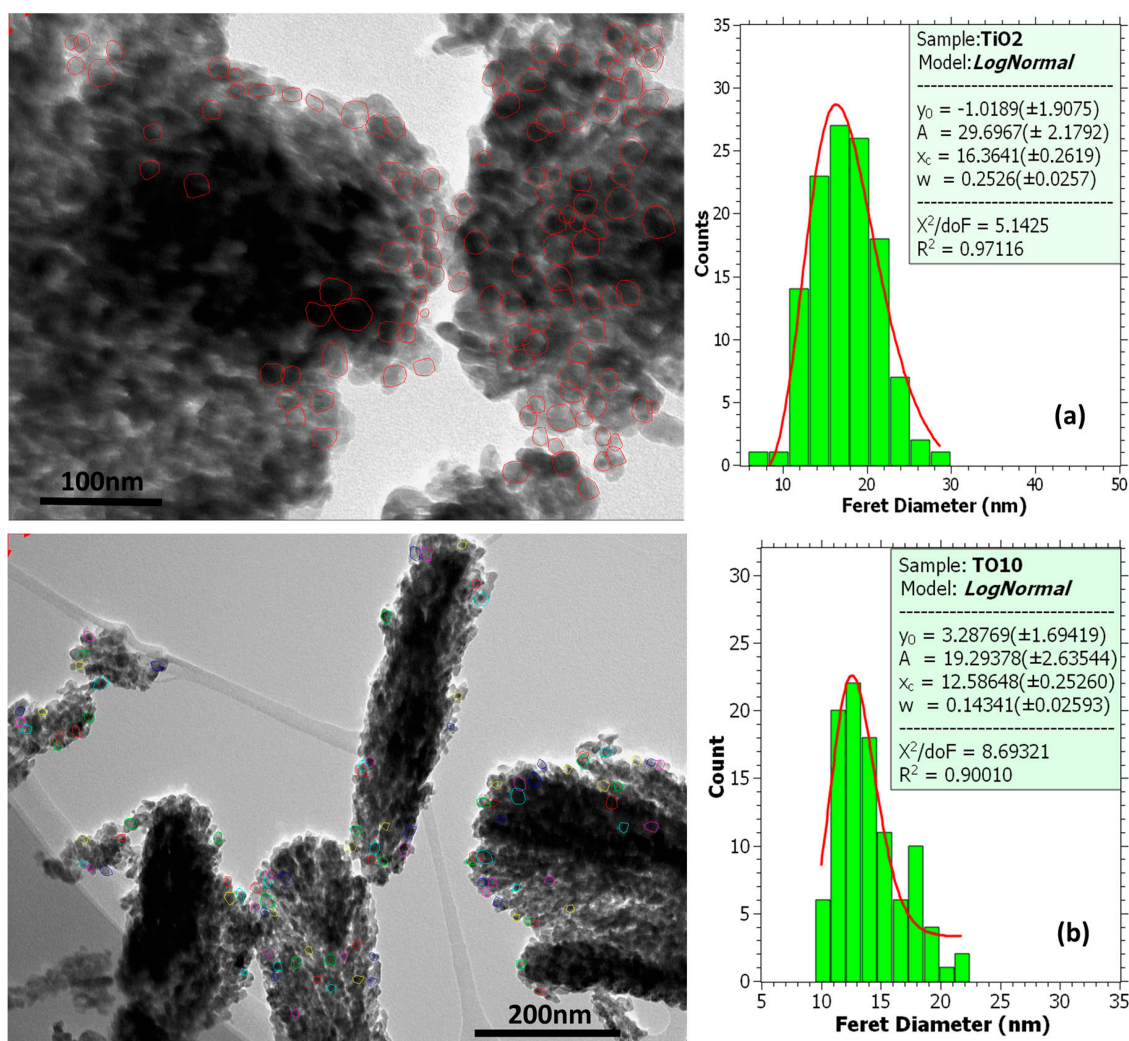 100nm
35
30
25
20
15
10
5
0
Counts
Sample:TiO2
Model:LogNormal
------------------------------
y0 = -1.0189(±1.9075)
A = 29.6967(± 2.1792)
xc = 16.3641(±0.2619)
w = 0.2526(±0.0257)
------------------------------
X²/doF = 5.1425
R² = 0.97116
(a)
10
20
30
40
50
Feret Diameter (nm)
200nm
30
25
20
15
10
5
0
Count
Sample: TO10
Model: LogNormal
------------------------------
y0 = 3.28769(±1.69419)
A = 19.29378(±2.63544)
xc = 12.58648(±0.25260)
w = 0.14341(±0.02593)
------------------------------
X²/doF = 8.69321
R² = 0.90010
(b)
5
10
15
20
25
30
35
Feret Diameter (nm)